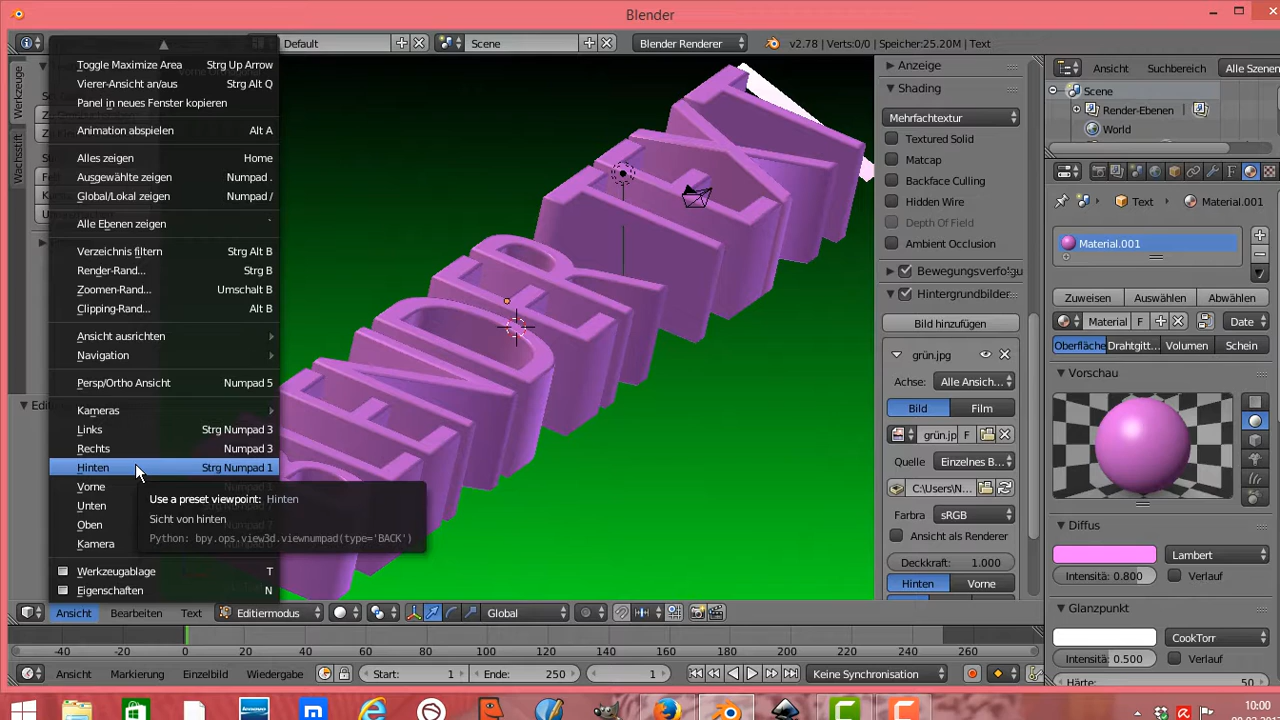 Blender
Default
Scene
Blender Renderer
v2.78 | Verts:0/0 | Speicher:25.20M | Text
Toggle Maximize Area Strg Up Arrow
Vierer-Ansicht an/aus Strg Alt Q
Panel in neues Fenster kopieren
Animation abspielen Alt A
Alles zeigen Home
Ausgewählte zeigen Numpad .
Global/Lokal zeigen Numpad /
Alle Ebenen zeigen `
Verzeichnis filtern Strg Alt B
Render-Rand... Strg B
Zoomen-Rand... Umschalt B
Clipping-Rand... Alt B
Ansicht ausrichten
Navigation
Persp/Ortho Ansicht Numpad 5
Kameras
Links Strg Numpad 3
Rechts Numpad 3
Hinten Strg Numpad 1
Vorne
Unten
Oben
Kamera
Werkzeugablage T
Eigenschaften N
Use a preset viewpoint: Hinten
Sicht von hinten
Python: bpy.ops.view3d.viewnumpad(type='BACK')
Werkzeuge
Wachsstift
Anzeige
Shading
Mehrfachtextur
Textured Solid
Matcap
Backface Culling
Hidden Wire
Depth Of Field
Ambient Occlusion
Bewegungsverfolgu
Hintergrundbilder
Bild hinzufügen
grün.jpg
Achse: Alle Ansich...
Bild Film
grün.jp F
Quelle Einzelnes B...
C:\Users\N...
Farbra sRGB
Ansicht als Renderer
Deckkraft: 1.000
Hinten Vorne
Ansicht Suchbereich Alle Szenen
Scene
Render-Ebenen
World
Text Material.001
Material.001
Zuweisen Auswählen Abwählen
Material F Date
Oberfläche Drahtgitt... Volumen Schein
Vorschau
Diffus
Lambert
Intensität: 0.800 Verlauf
Glanzpunkt
CookTorr
Intensität: 0.500 Verlauf
Härte:
Ansicht Bearbeiten Text Editiermodus Global
-40 -20 0 20 40 60 80 100 120 140 160 180 200 220 240 260
Ansicht Markierung Wiedergabe Einzelbild Start: 1 Ende: 250 1 Keine Synchronisation
10:00